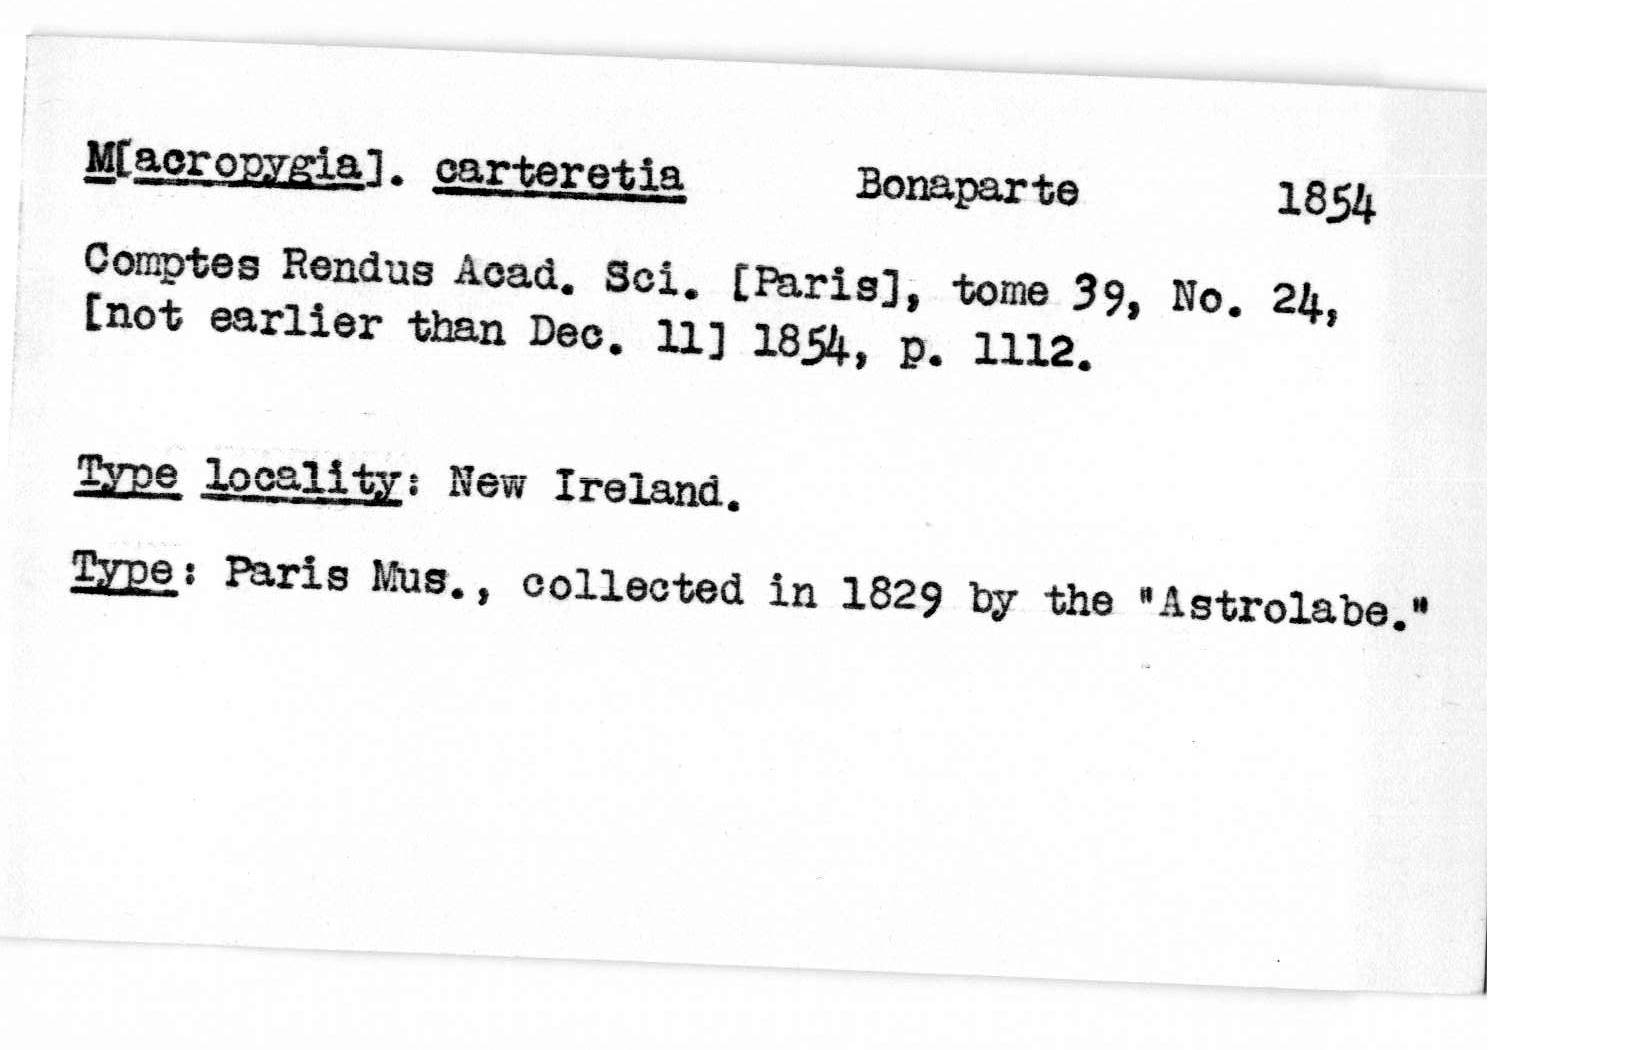 M[acropygia]. carteretia Bonaparte 1854
Comptes Rendus Acad. Sci. [Paris], tome 39, No. 24,
[not earlier than Dec. 11] 1854, p. 1112.
Type locality: New Ireland.
Type: Paris Mus., collected in 1829 by the "Astrolabe."